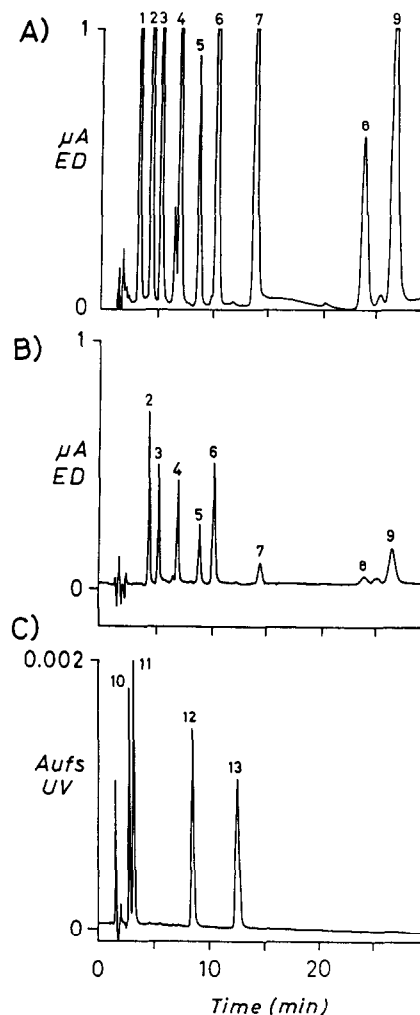 A)
1
1 2 3 4 5 6 7 8 9
μA
ED
0
B)
1
2 3 4 5 6 7 8 9
μA
ED
0
C)
0.002
10 11 12 13
Aufs
UV
0
0 10 20
Time (min)